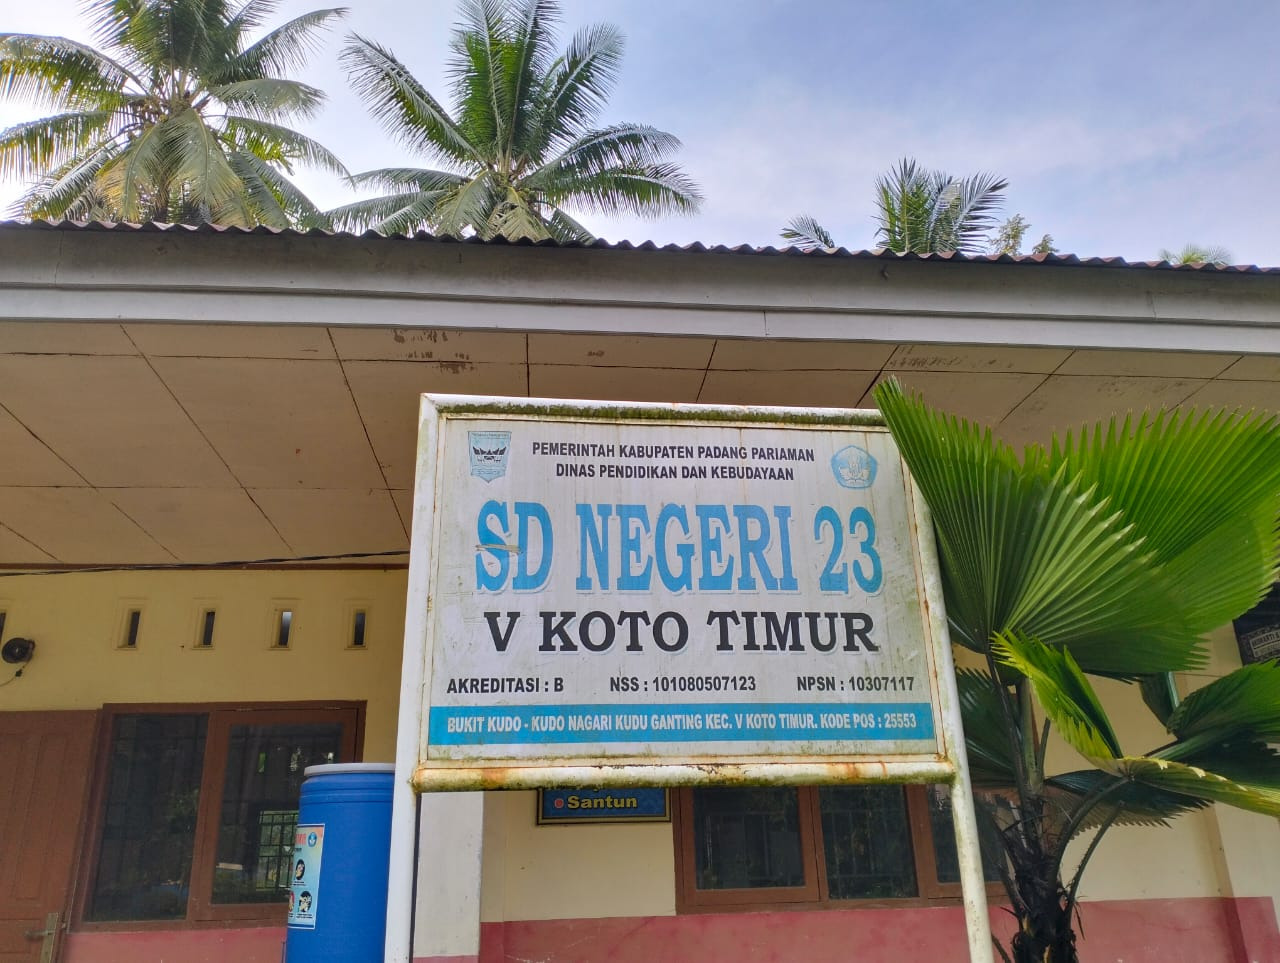 PEMERINTAH KABUPATEN PADANG PARIAMAN
DINAS PENDIDIKAN DAN KEBUDAYAAN
SD NEGERI 23
V KOTO TIMUR
AKREDITASI : B NSS : 101080507123 NPSN : 10307117
BUKIT KUDO - KUDO NAGARI KUDU GANTING KEC. V KOTO TIMUR. KODE POS : 25553
Santun